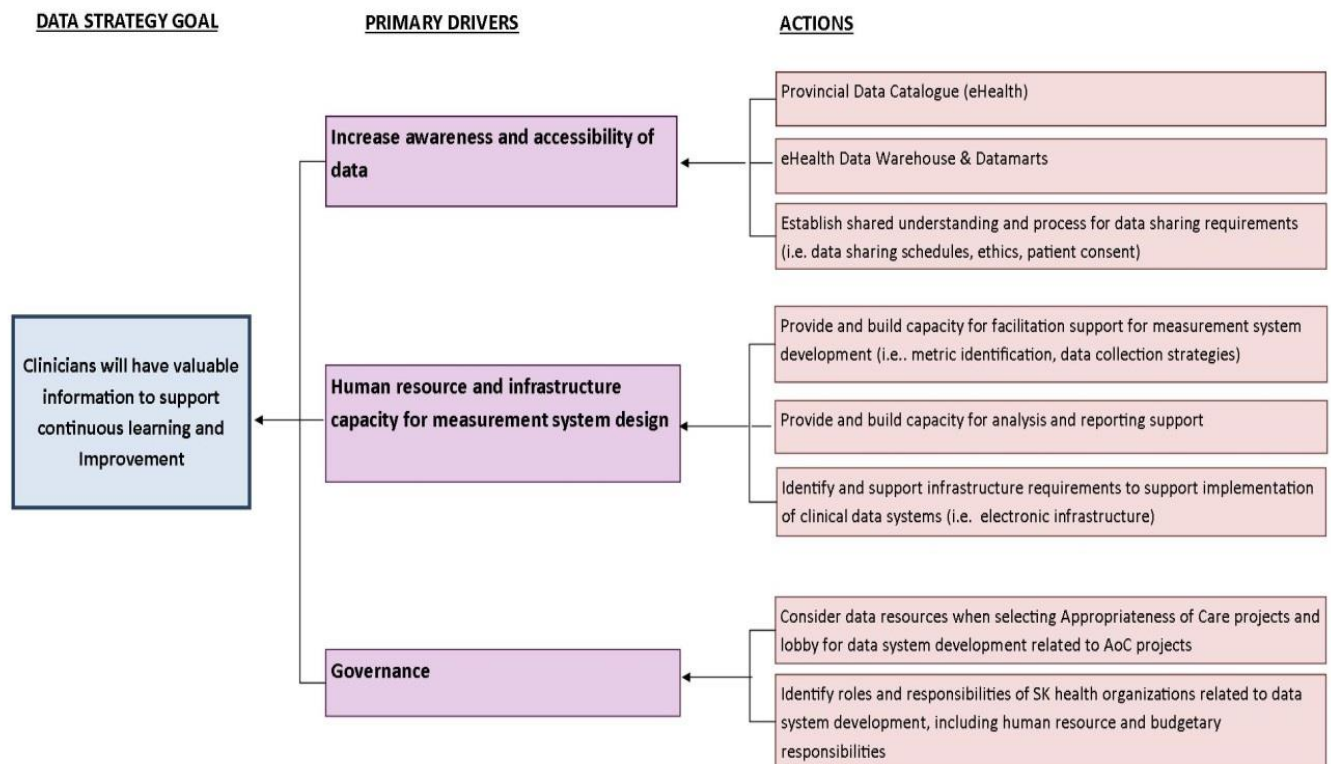 DATA STRATEGY GOAL
PRIMARY DRIVERS
ACTIONS
Clinicians will have valuable
information to support
continuous learning and
Improvement
Increase awareness and accessibility of
data
Provincial Data Catalogue (eHealth)
eHealth Data Warehouse & Datamarts
Establish shared understanding and process for data sharing requirements
(i.e. data sharing schedules, ethics, patient consent)
Human resource and infrastructure
capacity for measurement system design
Provide and build capacity for facilitation support for measurement system
development (i.e.. metric identification, data collection strategies)
Provide and build capacity for analysis and reporting support
Identify and support infrastructure requirements to support implementation
of clinical data systems (i.e. electronic infrastructure)
Governance
Consider data resources when selecting Appropriateness of Care projects and
lobby for data system development related to AoC projects
Identify roles and responsibilities of SK health organizations related to data
system development, including human resource and budgetary
responsibilities